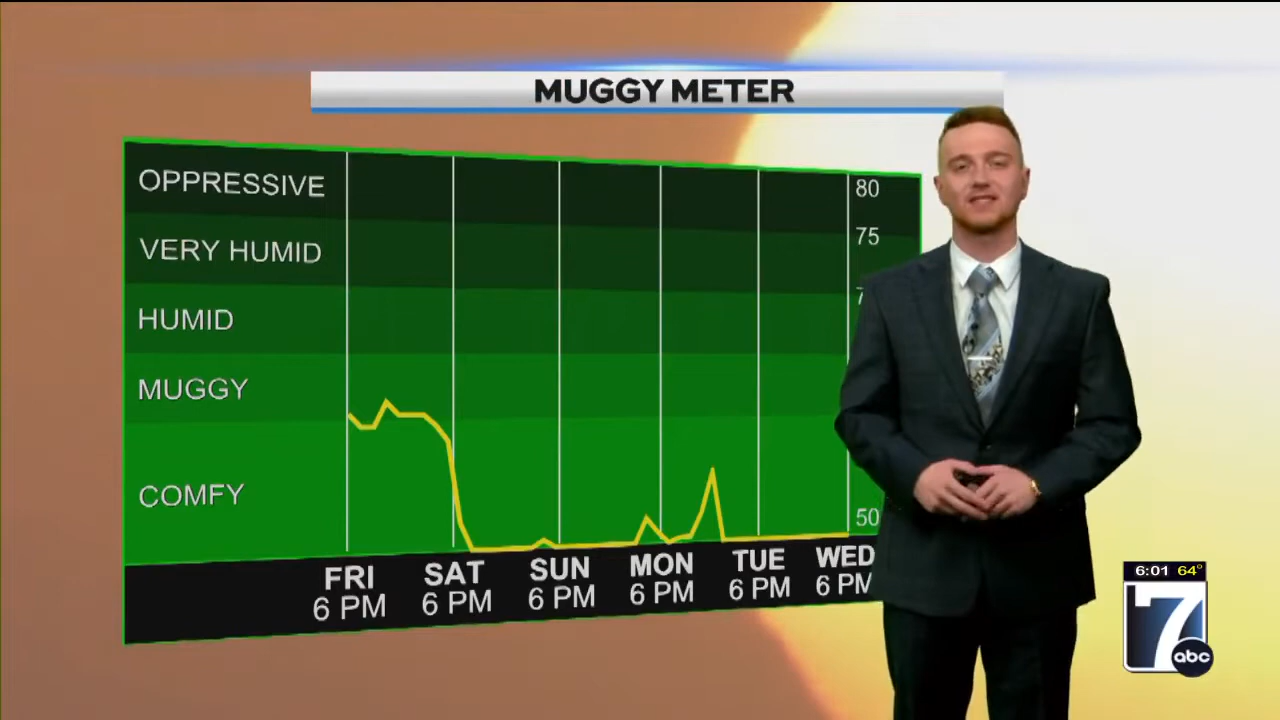 MUGGY METER
OPPRESSIVE
80
VERY HUMID
75
HUMID
MUGGY
COMFY
50
FRI SAT SUN MON TUE WED
6 PM 6 PM 6 PM 6 PM 6 PM 6 PM
6:01 64°
7
abc